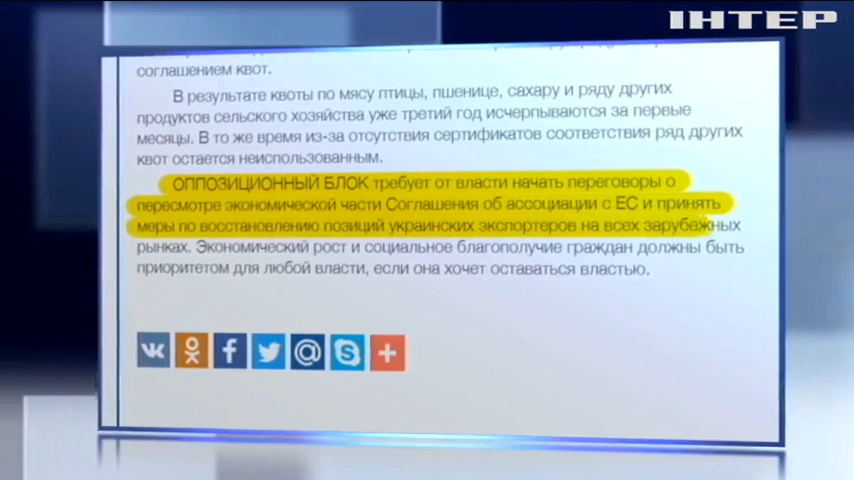 ІНТЕР
соглашением квот.
В результате квоты по мясу птицы, пшенице, сахару и ряду других
продуктов сельского хозяйства уже третий год исчерпываются за первые
месяцы. В то же время из-за отсутствия сертификатов соответствия ряд других
квот остается неиспользованным.
ОППОЗИЦИОННЫЙ БЛОК требует от власти начать переговоры о
пересмотре экономической части Соглашения об ассоциации с ЕС и принять
меры по восстановлению позиций украинских экспортеров на всех зарубежных
рынках. Экономический рост и социальное благополучие граждан должны быть
приоритетом для любой власти, если она хочет оставаться властью.